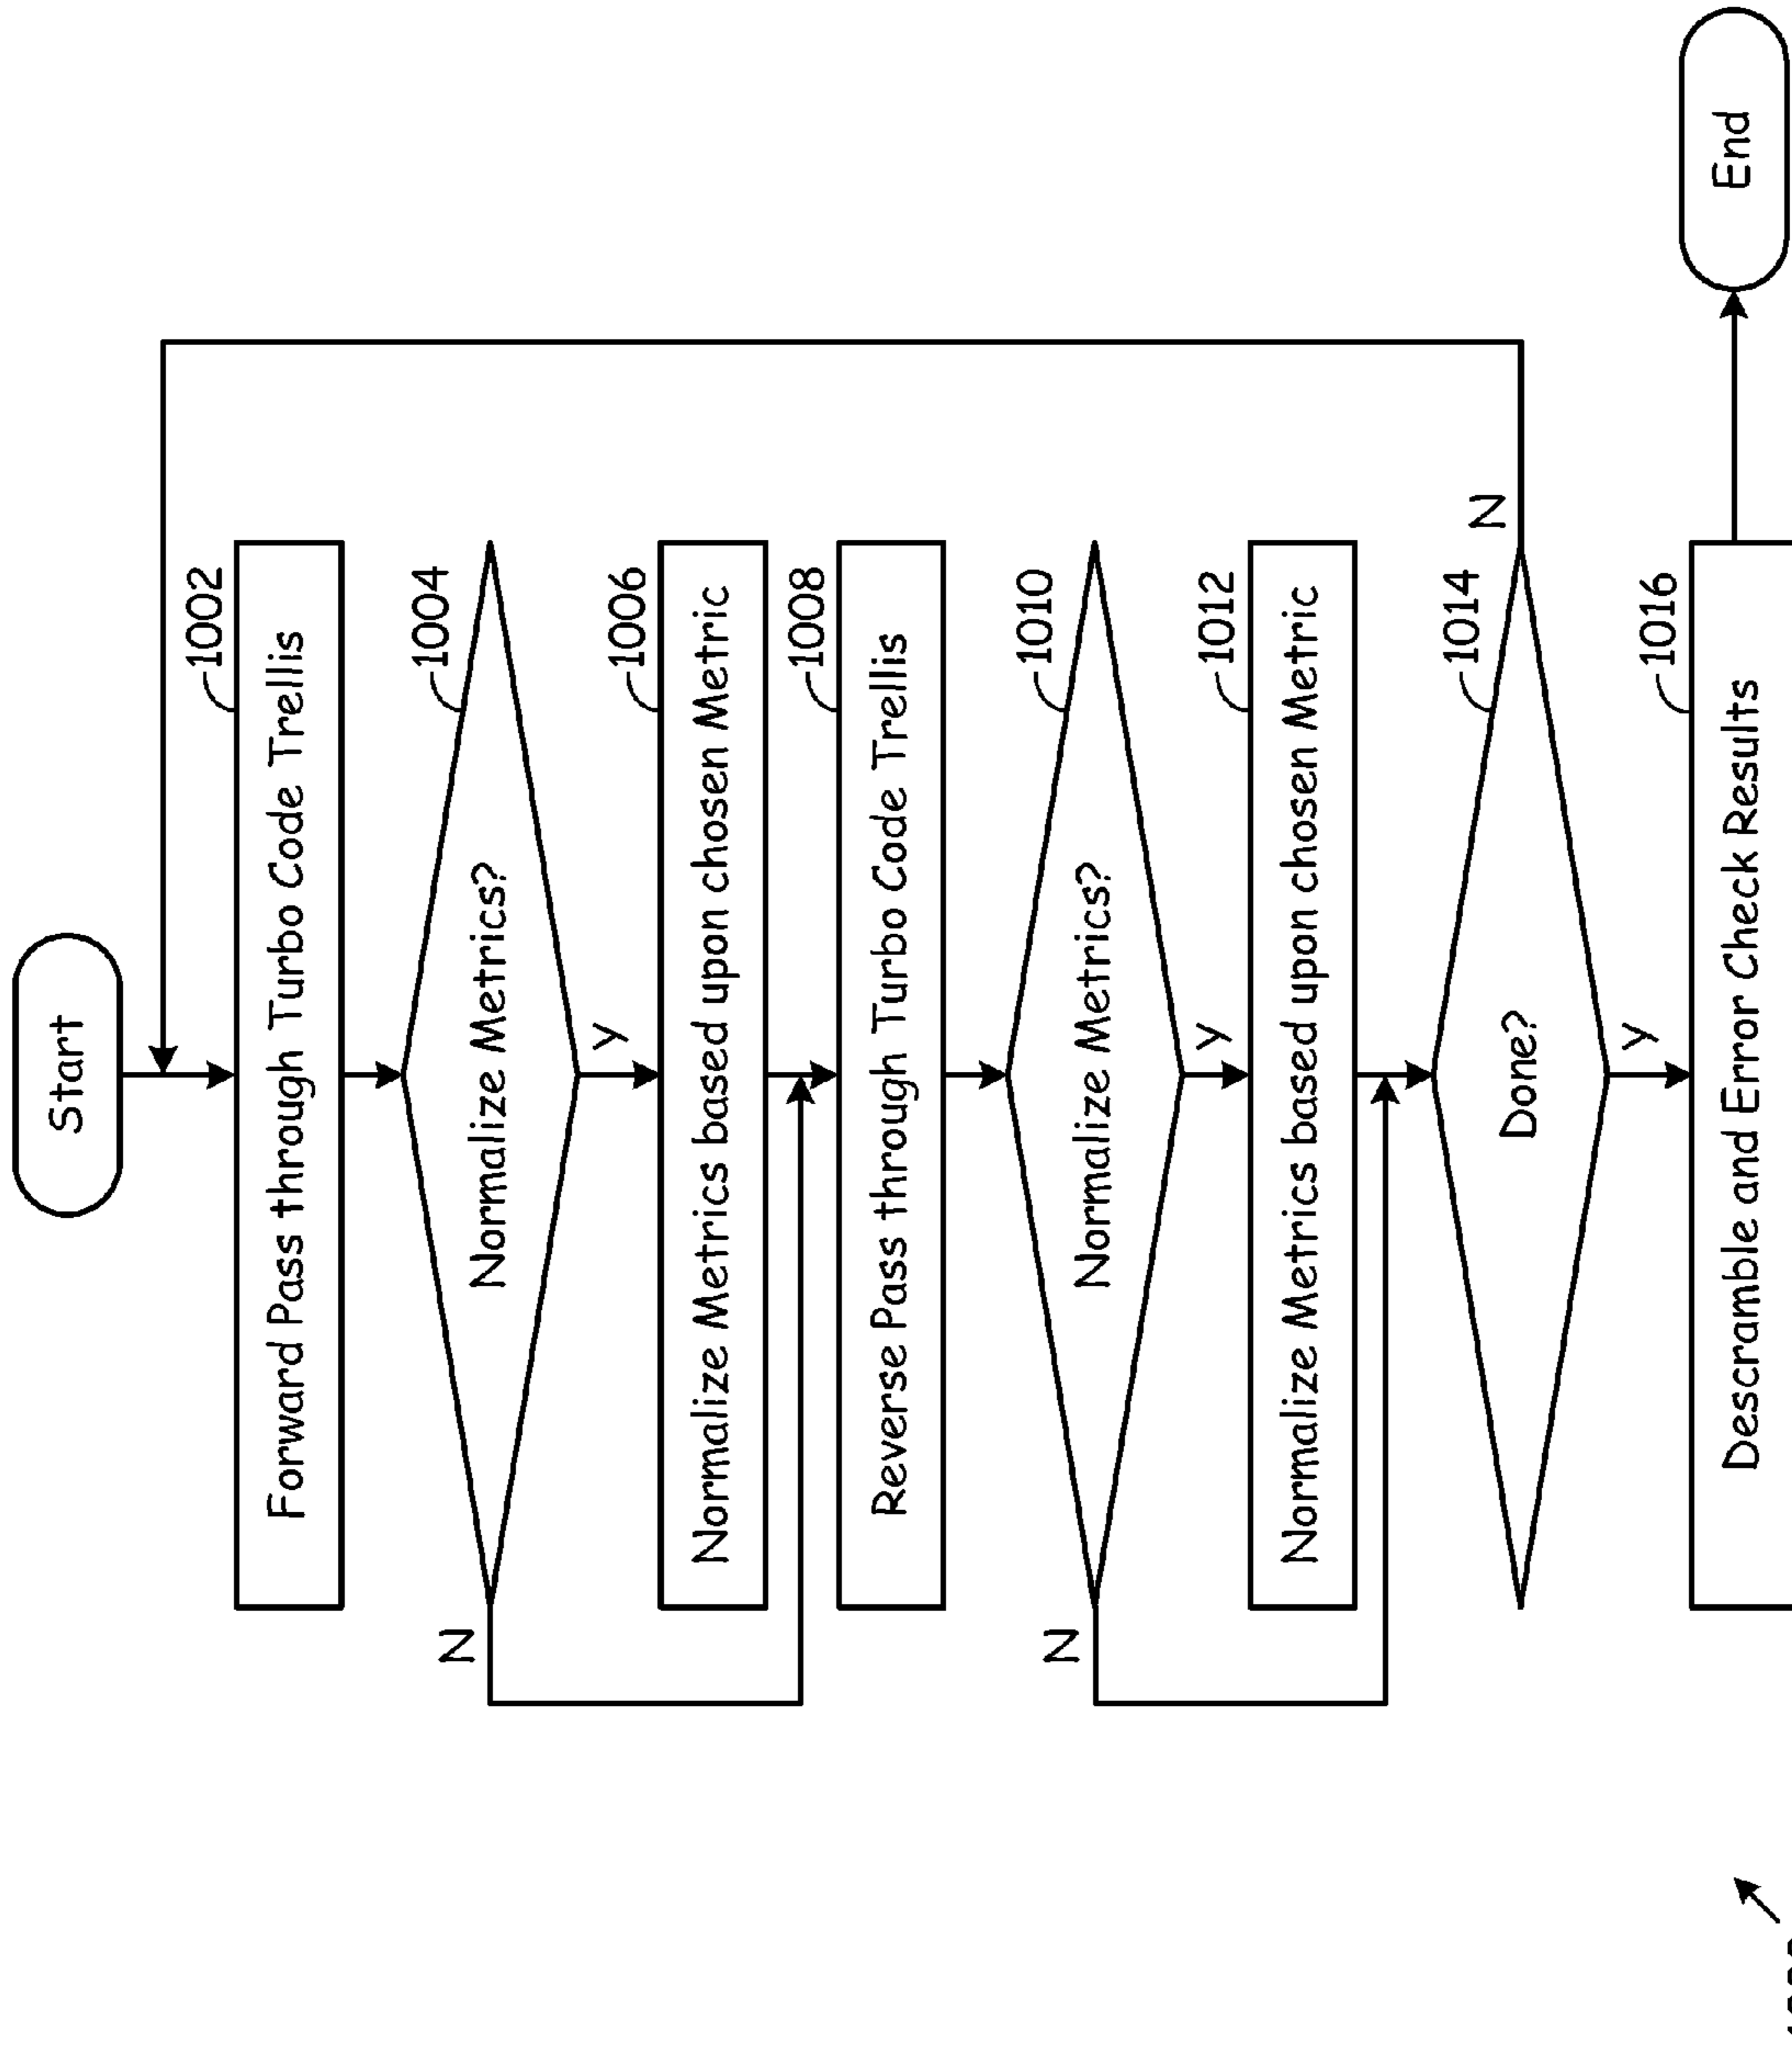 Start
1002
Forward Pass through Turbo Code Trellis
1004
Normalize Metrics?
N
Y
1006
Normalize Metrics based upon chosen Metric
1008
Reverse Pass through Turbo Code Trellis
1010
Normalize Metrics?
N
Y
1012
Normalize Metrics based upon chosen Metric
1014
Done?
N
Y
1016
Descramble and Error Check Results
End